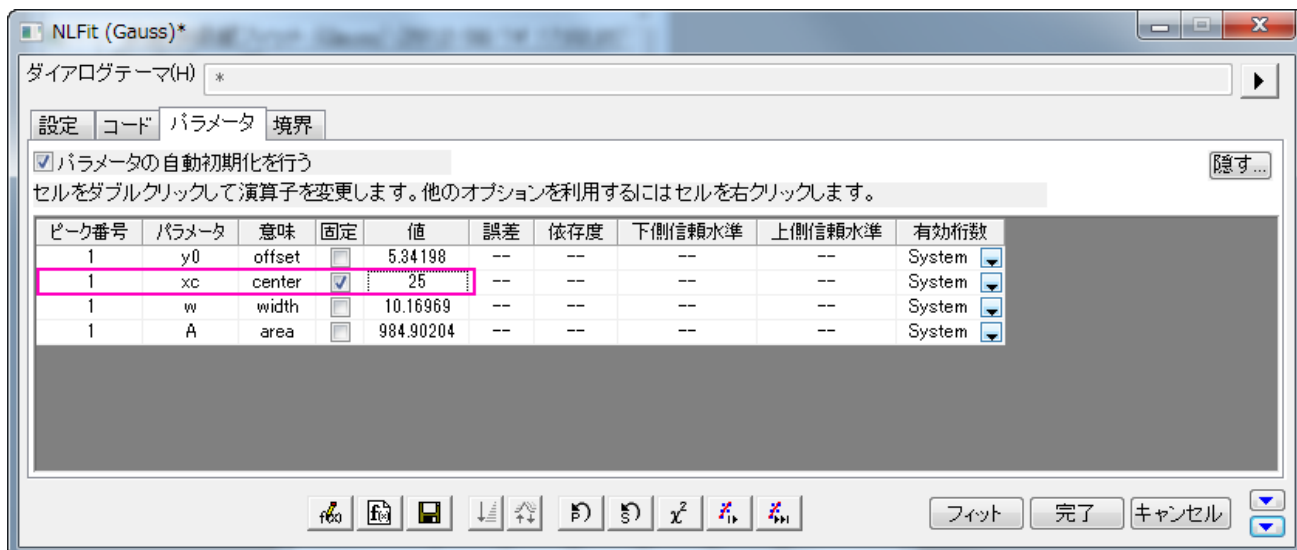 NLFit (Gauss)*
ダイアログテーマ(H) *
設定 コード パラメータ 境界
パラメータの自動初期化を行う 隠す...
セルをダブルクリックして演算子を変更します。他のオプションを利用するにはセルを右クリックします。
ピーク番号 パラメータ 意味 固定 値 誤差 依存度 下側信頼水準 上側信頼水準 有効桁数
1 y0 offset 5.34198 -- -- -- -- System
1 xc center 25 -- -- -- -- System
1 w width 10.16969 -- -- -- -- System
1 A area 984.90204 -- -- -- -- System
フィット 完了 キャンセル